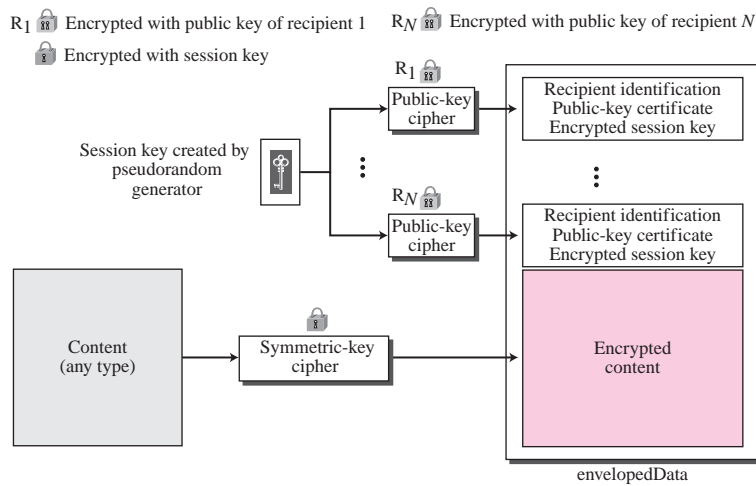 R1 Encrypted with public key of recipient 1
RN Encrypted with public key of recipient N
Encrypted with session key
R1
Public-key
cipher
Recipient identification
Public-key certificate
Encrypted session key
Session key created by
pseudorandom
generator
RN
Public-key
cipher
Recipient identification
Public-key certificate
Encrypted session key
Content
(any type)
Symmetric-key
cipher
Encrypted
content
envelopedData